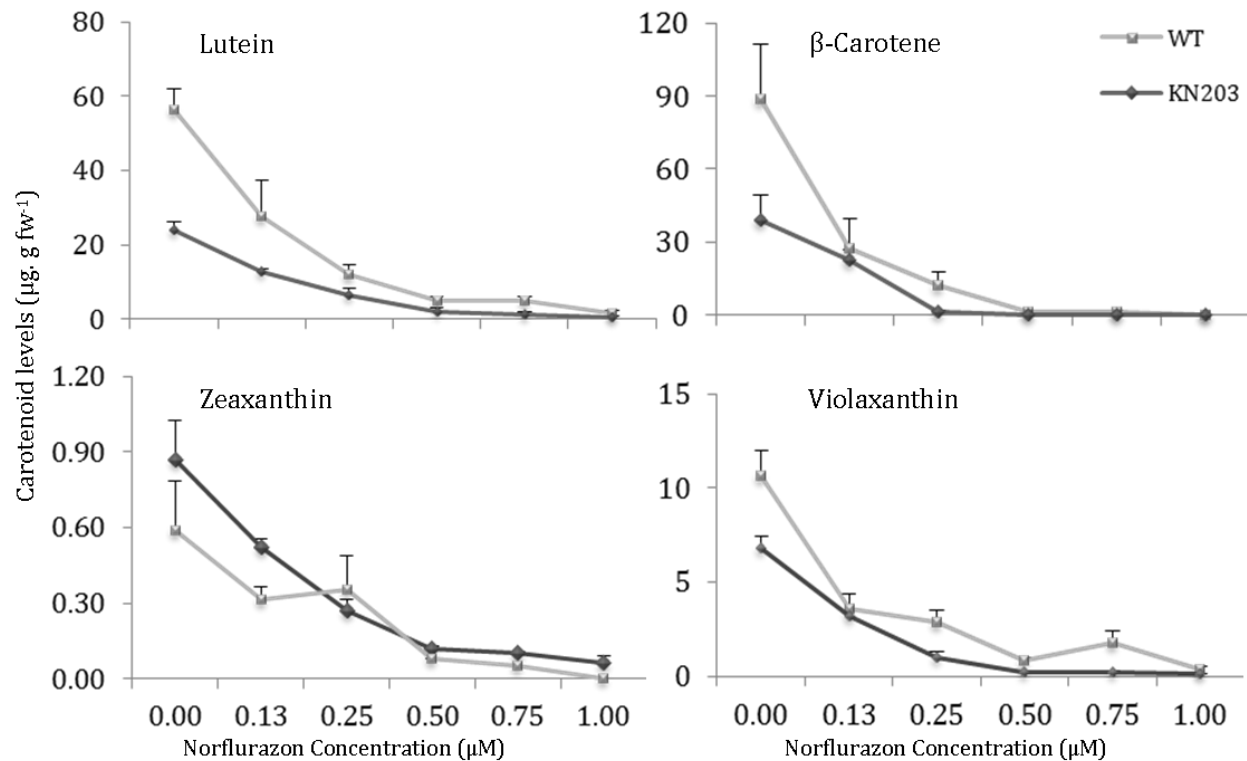 Carotenoid levels (µg. g fw-1)
Lutein
80
60
40
20
0
β-Carotene
120
90
60
30
0
WT
KN203
Zeaxanthin
1.20
0.90
0.60
0.30
0.00
0.00 0.13 0.25 0.50 0.75 1.00
Norflurazon Concentration (µM)
Violaxanthin
15
10
5
0
0.00 0.13 0.25 0.50 0.75 1.00
Norflurazon Concentration (µM)